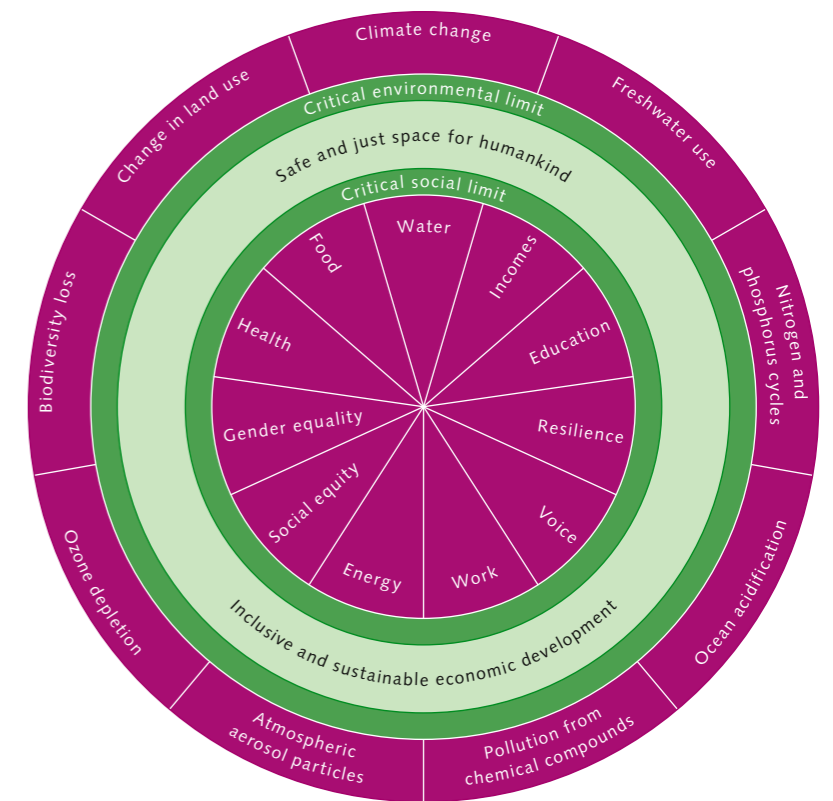 Climate change
Freshwater use
Nitrogen and
phosphorus cycles
Ocean acidification
Pollution from
chemical compounds
Atmospheric
aerosol particles
Ozone depletion
Biodiversity loss
Change in land use
Critical environmental limit
Safe and just space for humankind
Critical social limit
Water
Incomes
Education
Resilience
Voice
Work
Energy
Social equity
Gender equality
Health
Food
Inclusive and sustainable economic development